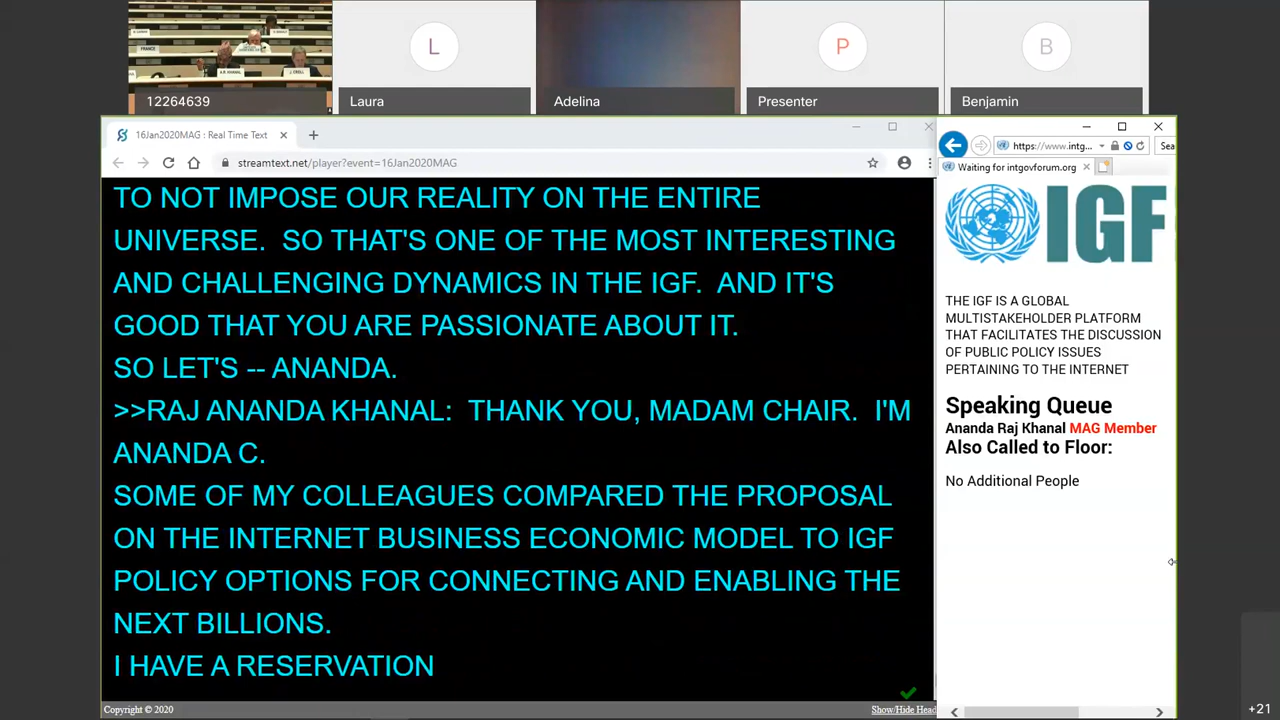 FRANCE
A.R. KHANAL
J. EBELL
12264639
L
Laura
Adelina
P
Presenter
B
Benjamin
16Jan2020MAG : Real Time Text
streamtext.net/player?event=16Jan2020MAG
TO NOT IMPOSE OUR REALITY ON THE ENTIRE
UNIVERSE. SO THAT'S ONE OF THE MOST INTERESTING
AND CHALLENGING DYNAMICS IN THE IGF. AND IT'S
GOOD THAT YOU ARE PASSIONATE ABOUT IT.
SO LET'S -- ANANDA.
>>RAJ ANANDA KHANAL: THANK YOU, MADAM CHAIR. I'M
ANANDA C.
SOME OF MY COLLEAGUES COMPARED THE PROPOSAL
ON THE INTERNET BUSINESS ECONOMIC MODEL TO IGF
POLICY OPTIONS FOR CONNECTING AND ENABLING THE
NEXT BILLIONS.
I HAVE A RESERVATION
Copyright © 2020
Show/Hide Head
https://www.intg...
Sea
Waiting for intgovforum.org
IGF
THE IGF IS A GLOBAL
MULTISTAKEHOLDER PLATFORM
THAT FACILITATES THE DISCUSSION
OF PUBLIC POLICY ISSUES
PERTAINING TO THE INTERNET
Speaking Queue
Ananda Raj Khanal MAG Member
Also Called to Floor:
No Additional People
+21